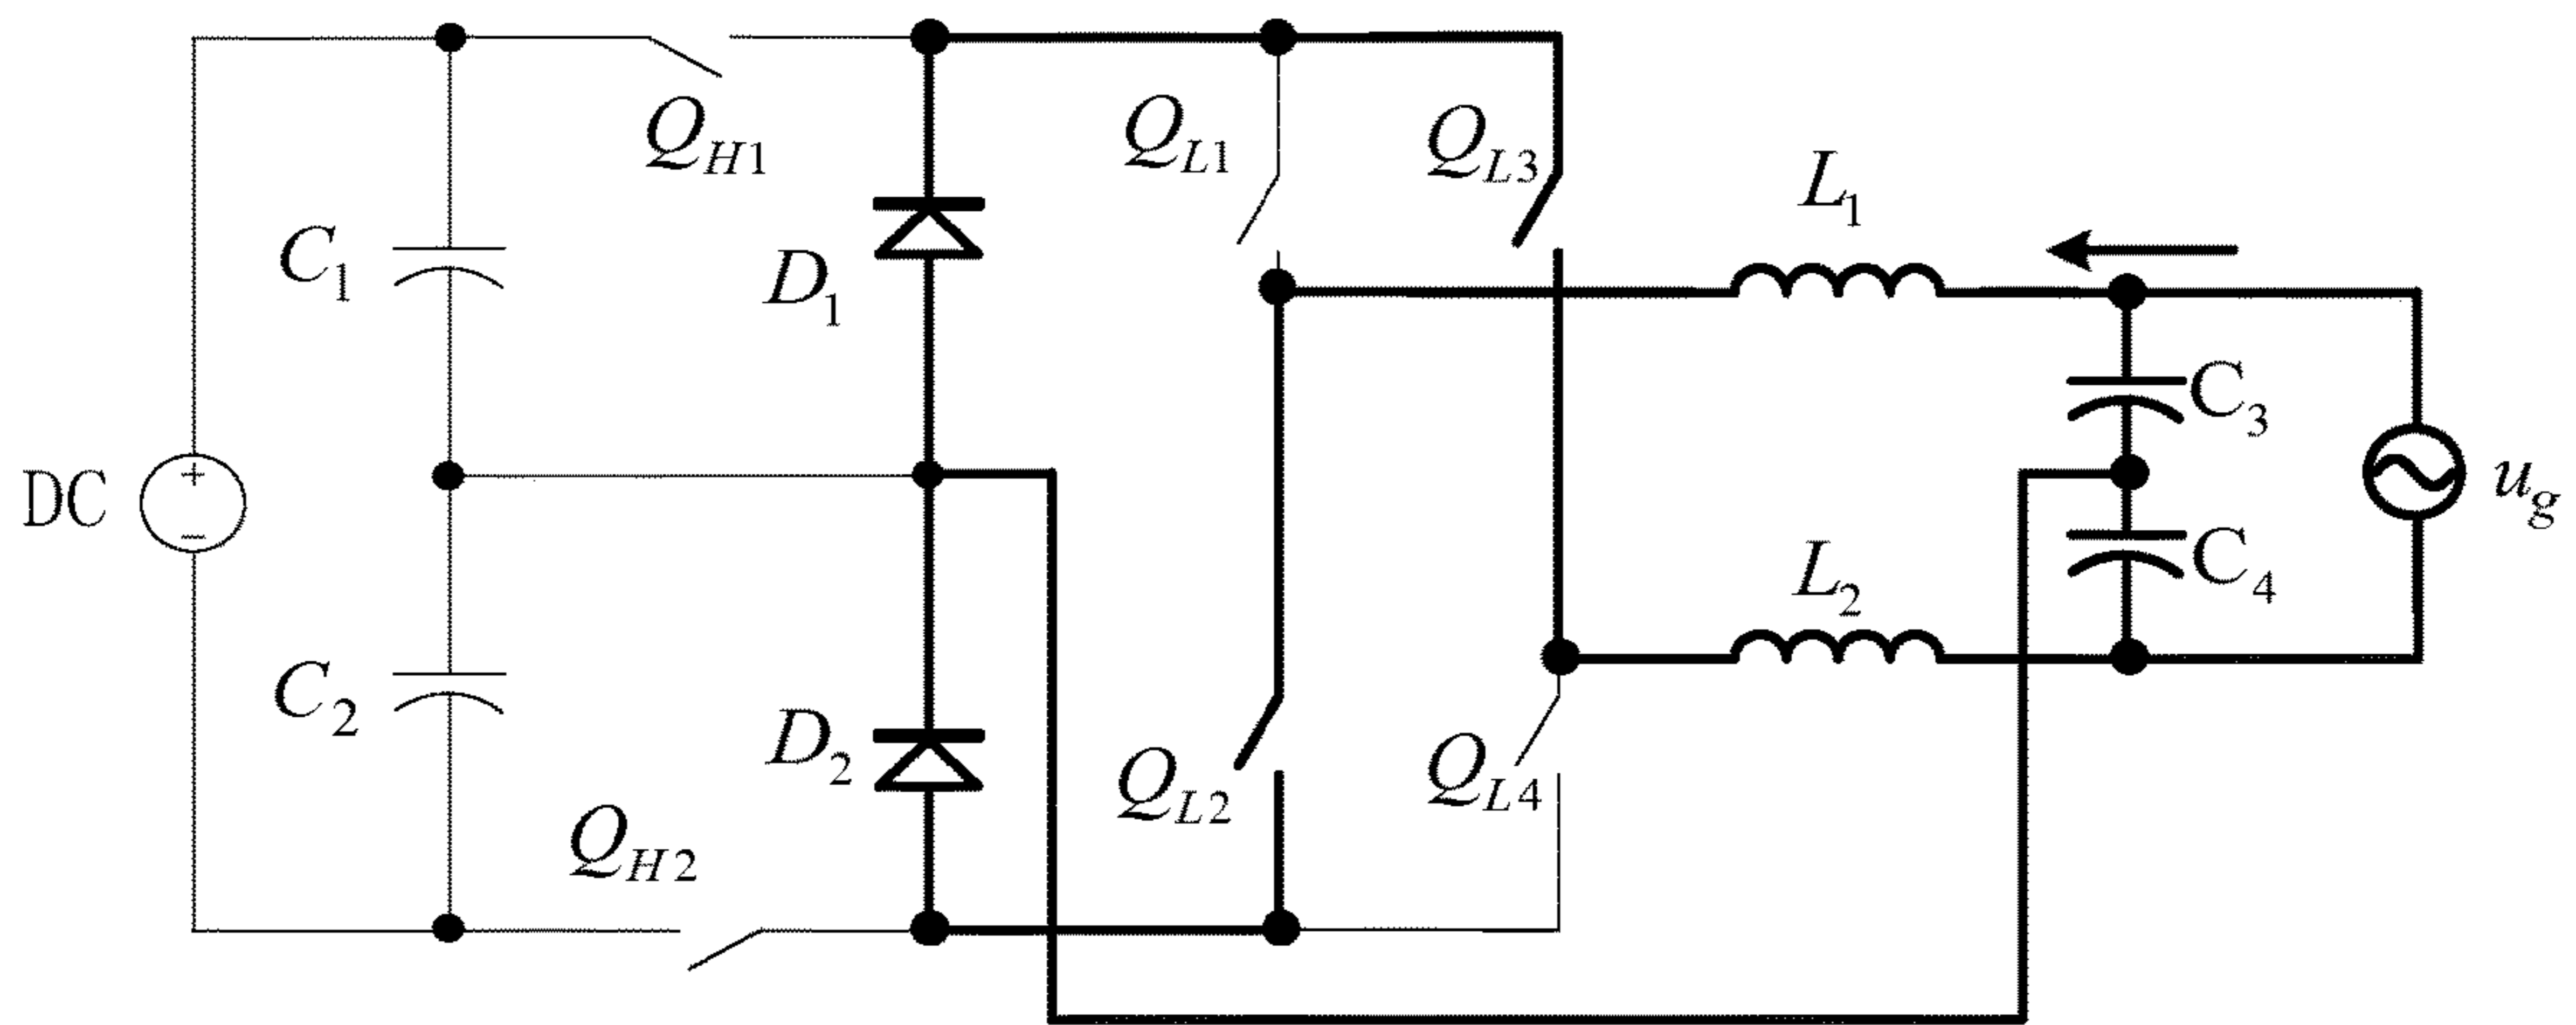 Q_H1
Q_L1
Q_L3
L_1
C_1
D_1
C_3
DC
+
−
u_g
L_2
C_4
C_2
D_2
Q_L2
Q_L4
Q_H2